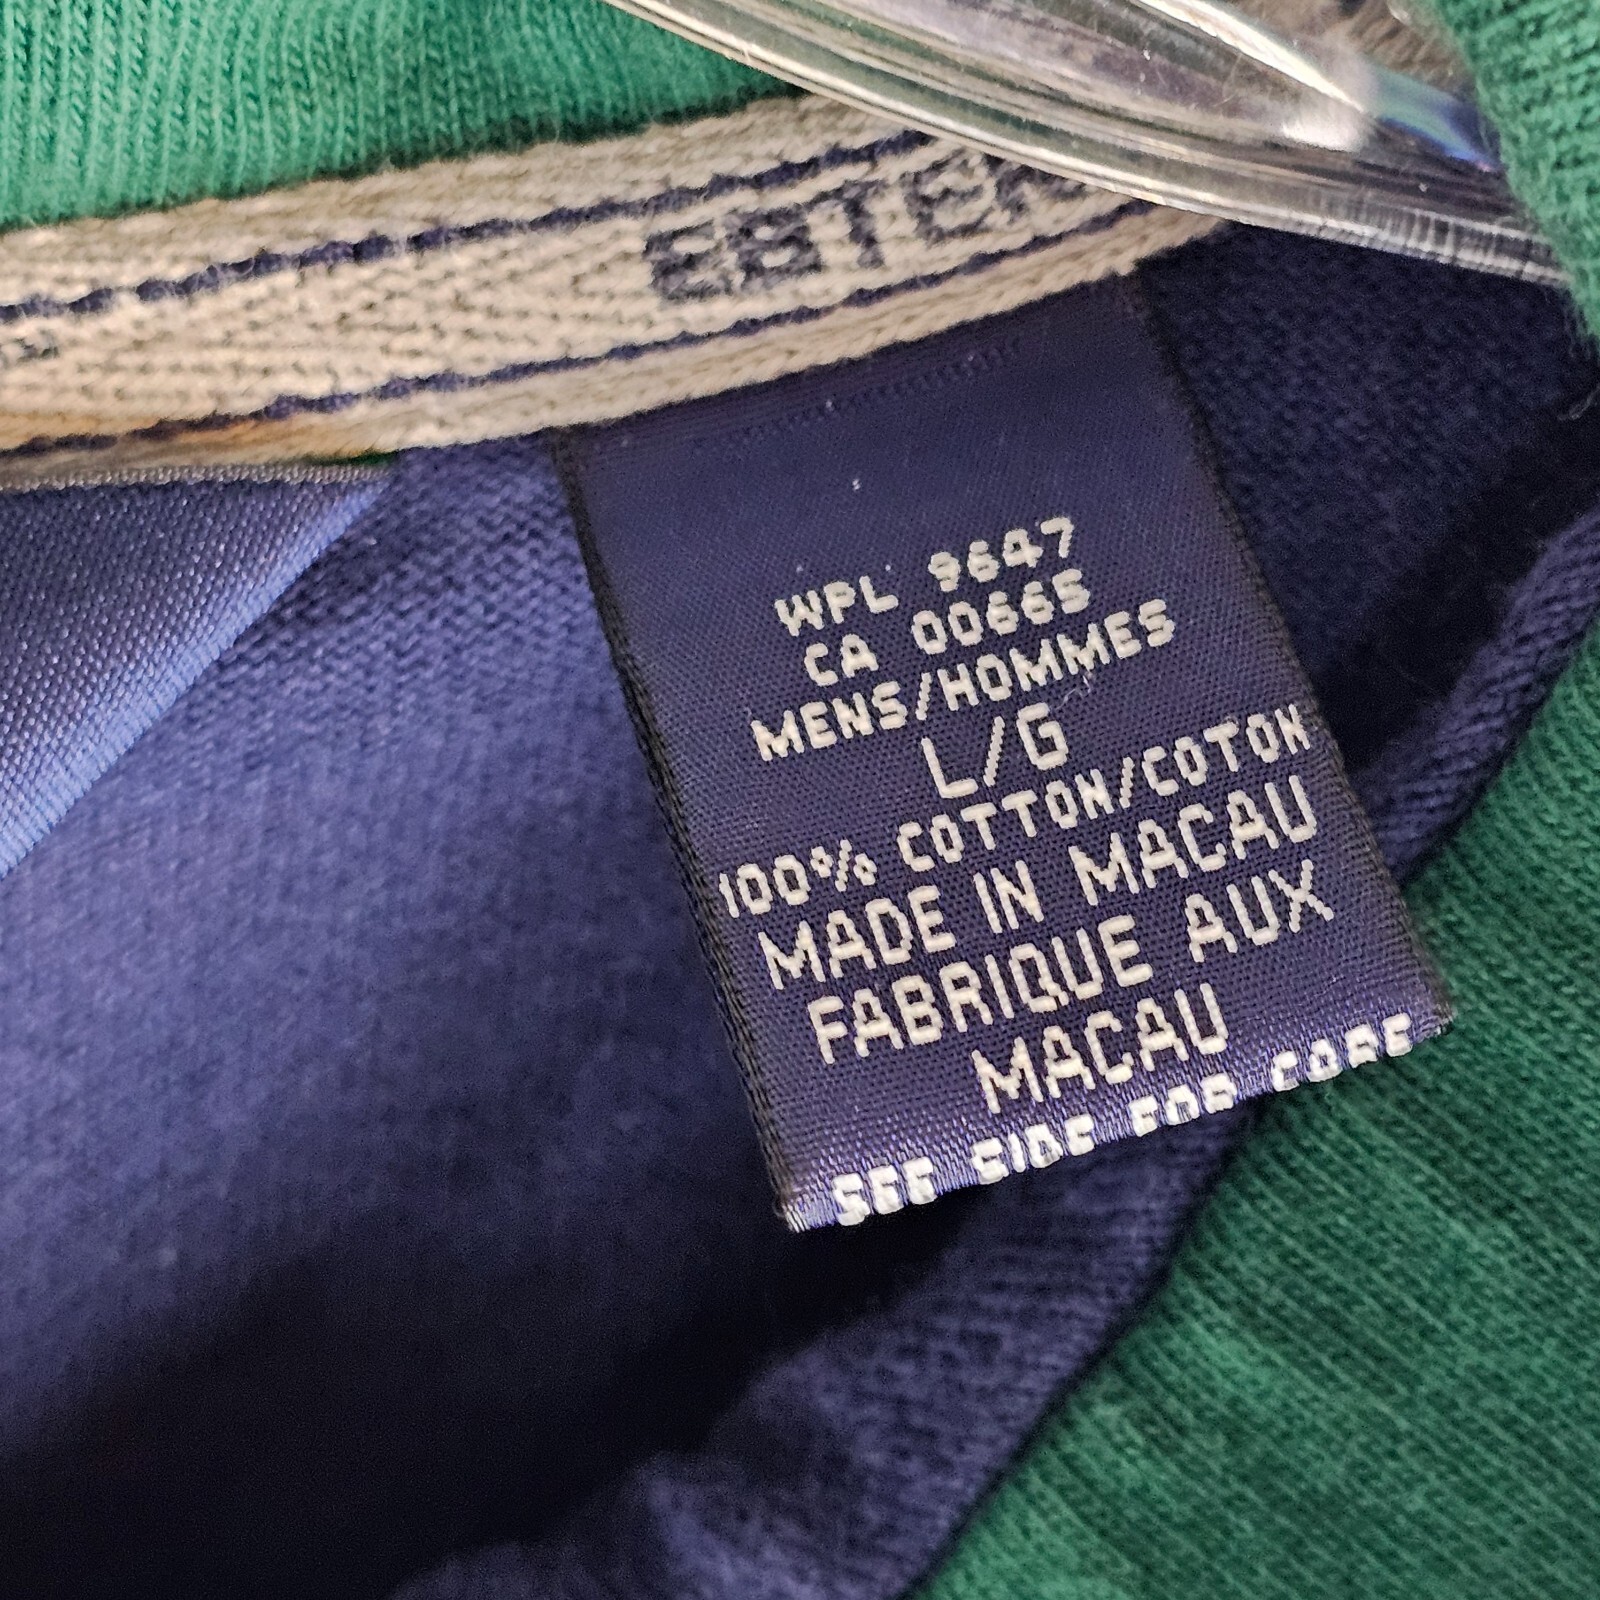 WPL 9647
CA 00665
MENS/HOMMES
L/G
100% COTTON/COTON
MADE IN MACAU
FABRIQUE AUX
MACAU
SEE SIDE FOR CARE